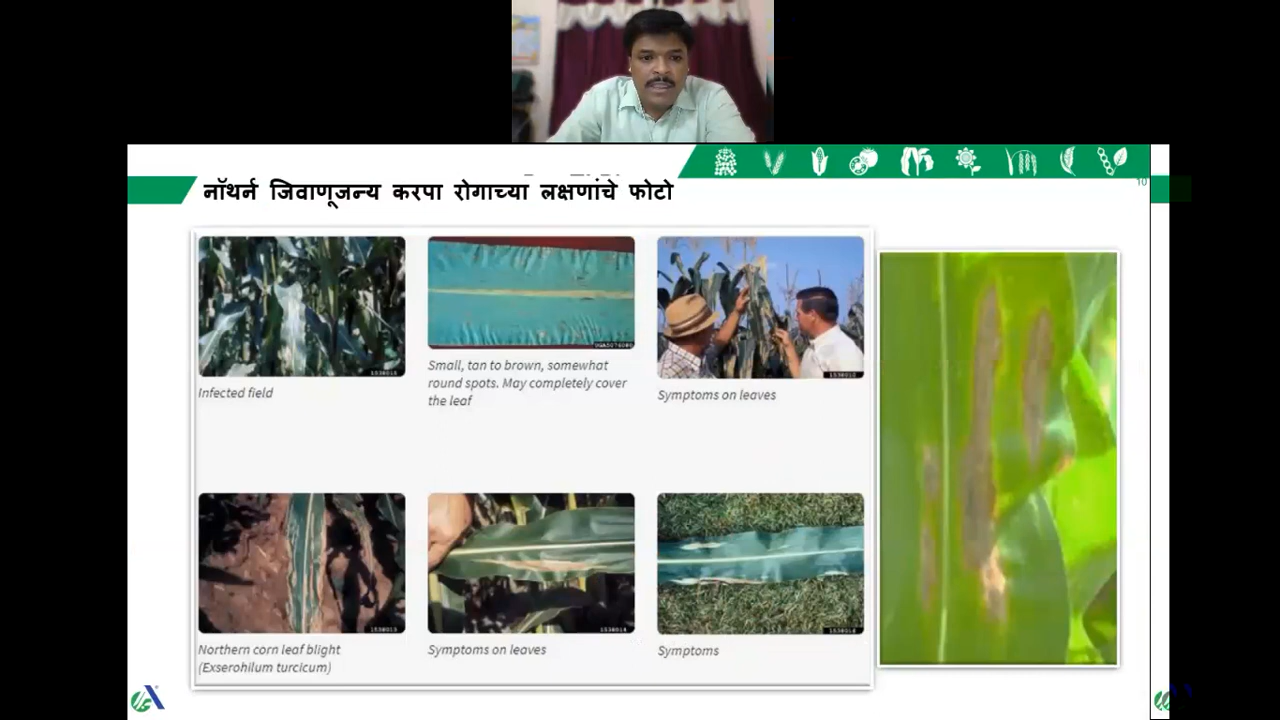 10
नॉथर्न जिवाणूजन्य करपा रोगाच्या लक्षणांचे फोटो
Infected field
Small, tan to brown, somewhat
round spots. May completely cover
the leaf
Symptoms on leaves
Northern corn leaf blight
(Exserohilum turcicum)
Symptoms on leaves
Symptoms